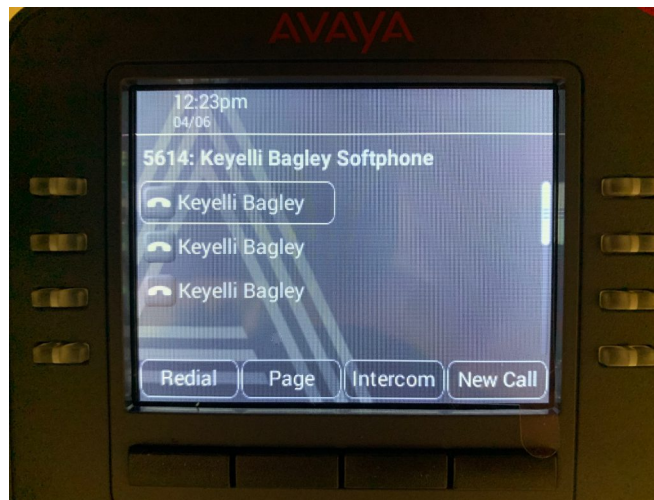 AVAYA
12:23pm
04/06
5614: Keyelli Bagley Softphone
Keyelli Bagley
Keyelli Bagley
Keyelli Bagley
Redial Page Intercom New Call